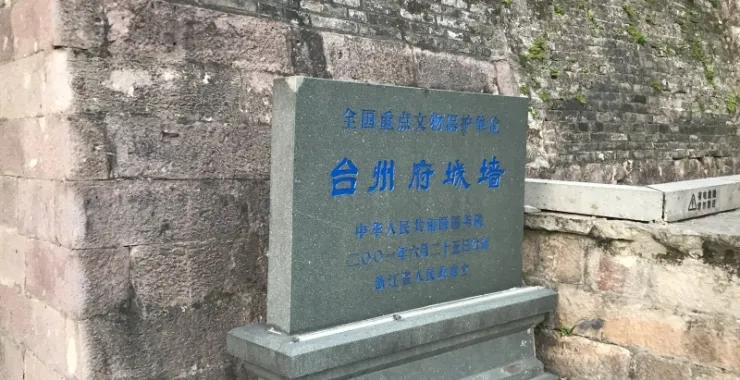 全国重点文物保护单位
台州府城墙
中华人民共和国国务院
二〇〇一年六月二十五日公布
浙江省人民政府立